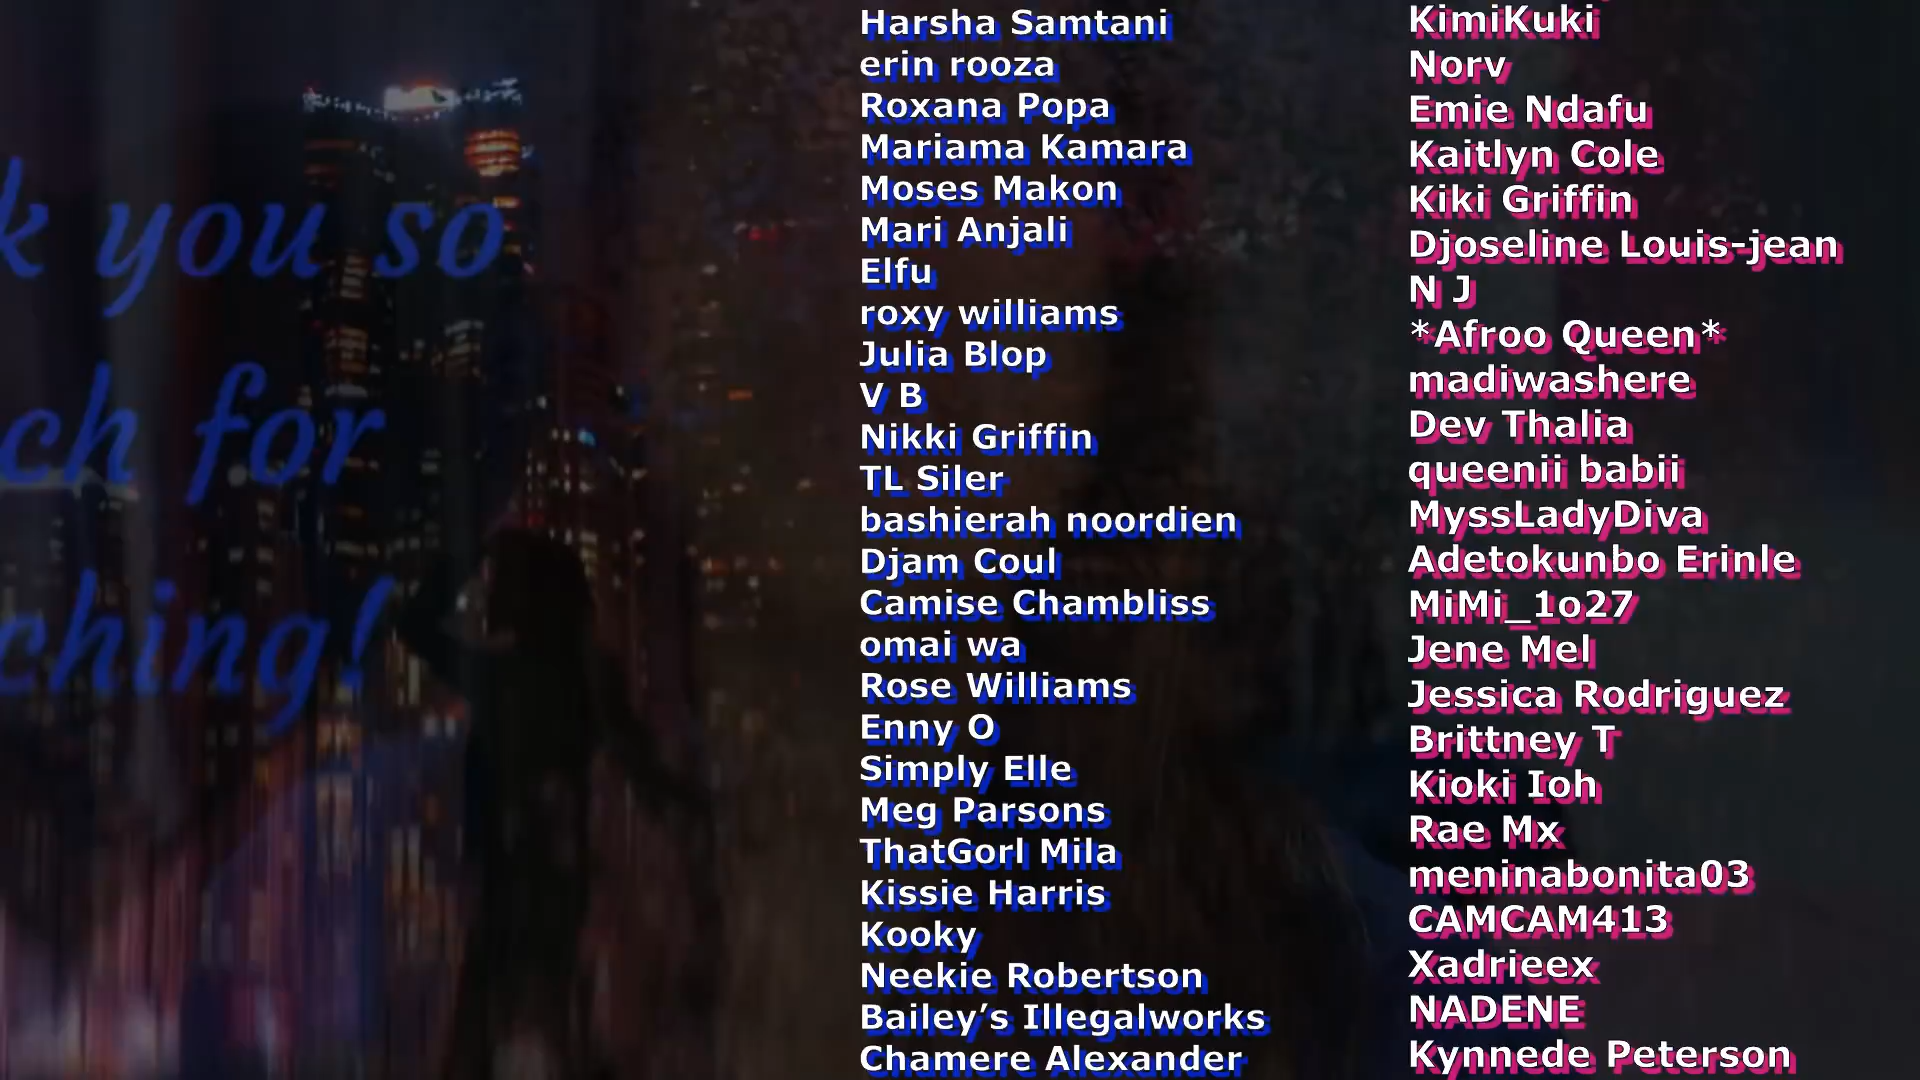 k you so
ch for
ching!
Harsha Samtani
erin rooza
Roxana Popa
Mariama Kamara
Moses Makon
Mari Anjali
Elfu
roxy williams
Julia Blop
V B
Nikki Griffin
TL Siler
bashierah noordien
Djam Coul
Camise Chambliss
omai wa
Rose Williams
Enny O
Simply Elle
Meg Parsons
ThatGorl Mila
Kissie Harris
Kooky
Neekie Robertson
Bailey’s Illegalworks
Chamere Alexander
KimiKuki
Norv
Emie Ndafu
Kaitlyn Cole
Kiki Griffin
Djoseline Louis-jean
N J
*Afroo Queen*
madiwashere
Dev Thalia
queenii babii
MyssLadyDiva
Adetokunbo Erinle
MiMi_1o27
Jene Mel
Jessica Rodriguez
Brittney T
Kioki Ioh
Rae Mx
meninabonita03
CAMCAM413
Xadrieex
NADENE
Kynnede Peterson